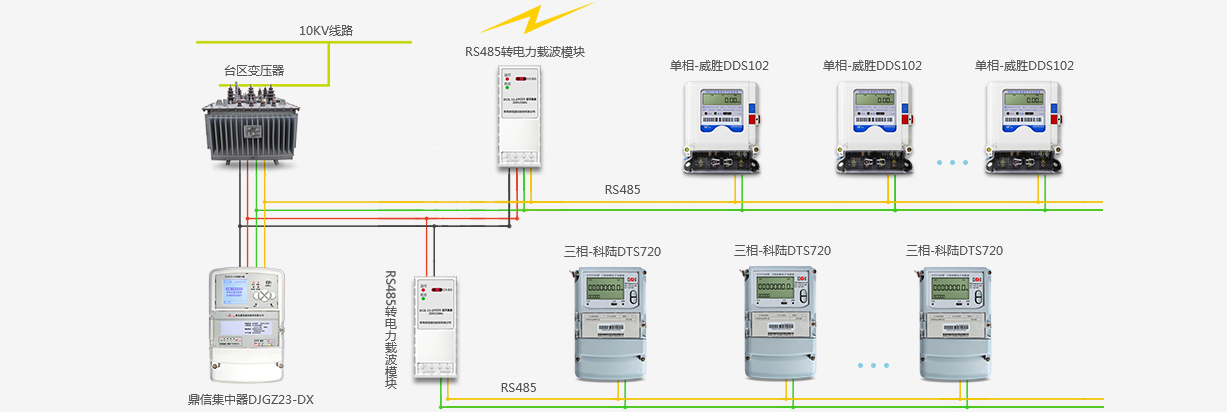 10KV线路
RS485转电力载波模块
台区变压器
单相-威胜DDS102
单相-威胜DDS102
单相-威胜DDS102
RS485
三相-科陆DTS720
三相-科陆DTS720
三相-科陆DTS720
RS485转电力载波模块
RS485
鼎信集中器DJGZ23-DX